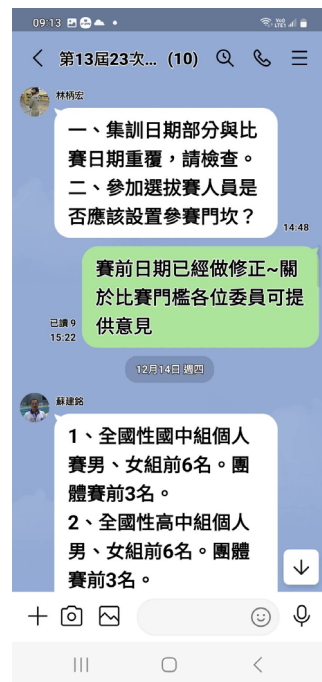 09:13
VoD
LTE1
第13屆23次... (10)
林柄宏
一、集訓日期部分與比
賽日期重覆，請檢查。
二、參加選拔賽人員是
否應該設置參賽門坎？
14:48
賽前日期已經做修正~關
於比賽門檻各位委員可提
供意見
已讀 9
15:22
12月14日 週四
蘇建銘
1、全國性國中組個人
賽男、女組前6名。團
體賽前3名。
2、全國性高中組個人
男、女組前6名。團體
賽前3名。